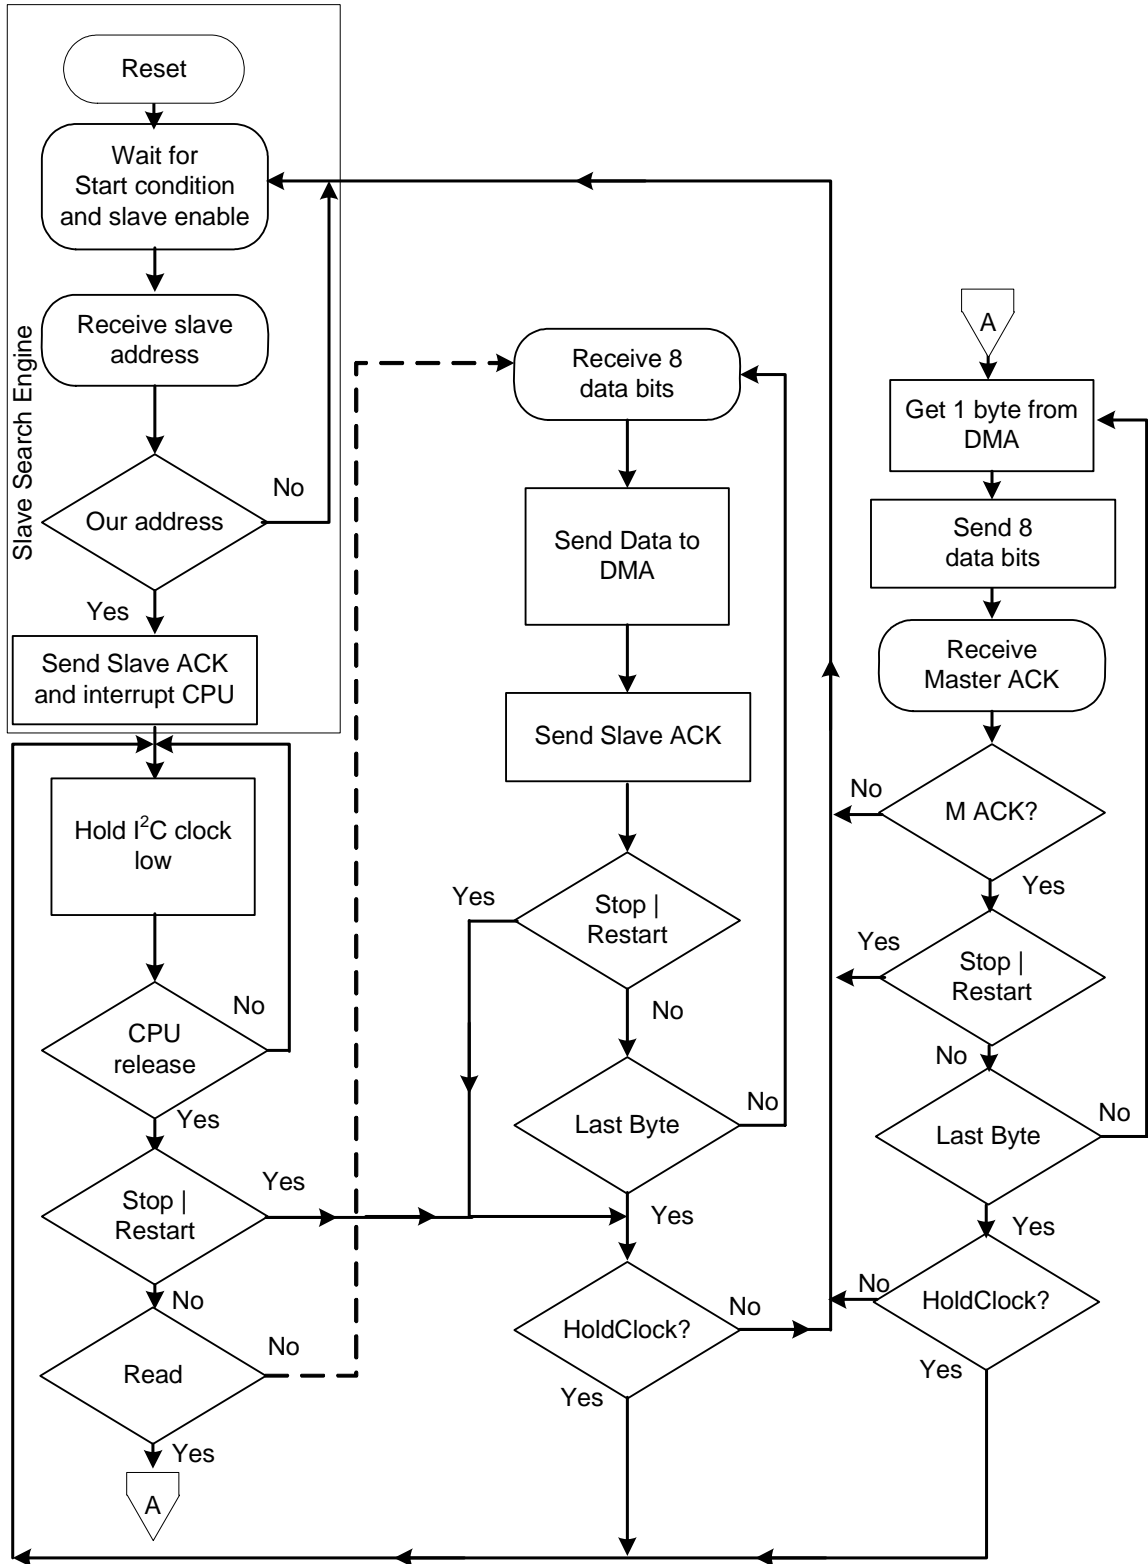 Reset
Wait for
Start condition
and slave enable
Receive slave
address
Slave Search Engine
Our address
No
Yes
Send Slave ACK
and interrupt CPU
Hold I²C clock
low
CPU
release
No
Yes
Stop |
Restart
Yes
No
Read
No
Yes
A
Receive 8
data bits
Send Data to
DMA
Send Slave ACK
Yes
Stop |
Restart
No
Last Byte
No
Yes
HoldClock?
No
Yes
A
Get 1 byte from
DMA
Send 8
data bits
Receive
Master ACK
No
M ACK?
Yes
Yes
Stop |
Restart
No
Last Byte
No
Yes
No
HoldClock?
Yes